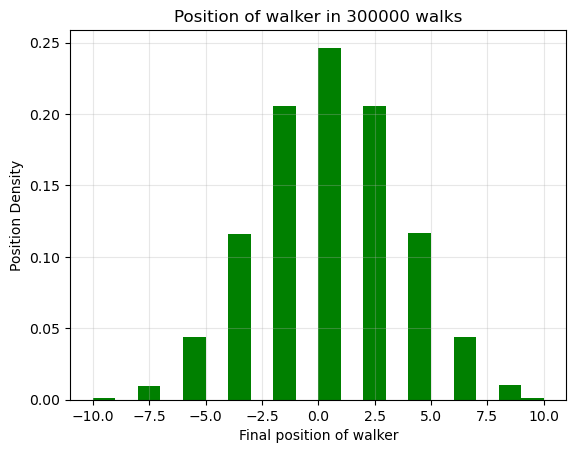 Position of walker in 300000 walks
Position Density
0.25
0.20
0.15
0.10
0.05
0.00
−10.0 −7.5 −5.0 −2.5 0.0 2.5 5.0 7.5 10.0
Final position of walker